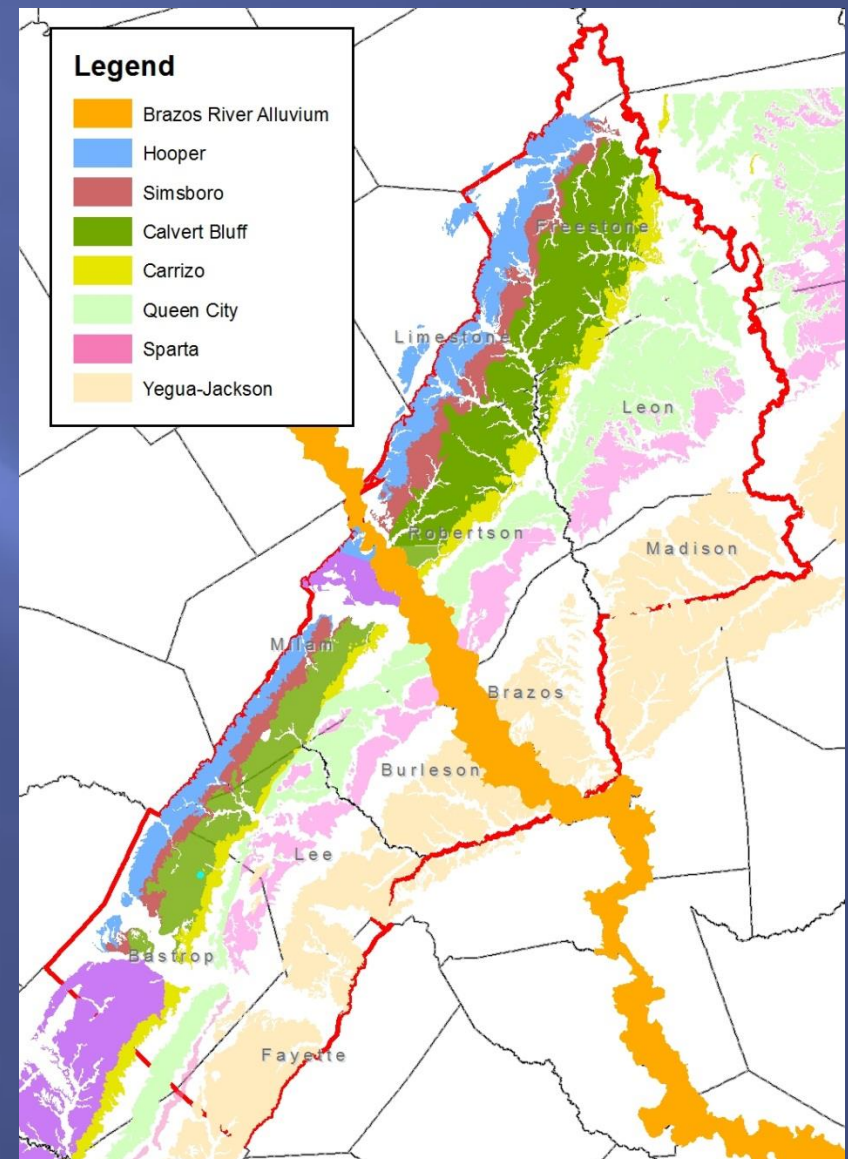 Legend
Brazos River Alluvium
Hooper
Simsboro
Calvert Bluff
Carrizo
Queen City
Sparta
Yegua-Jackson
Freestone
Limestone
Leon
Robertson
Madison
Milam
Brazos
Burleson
Lee
Bastrop
Fayette